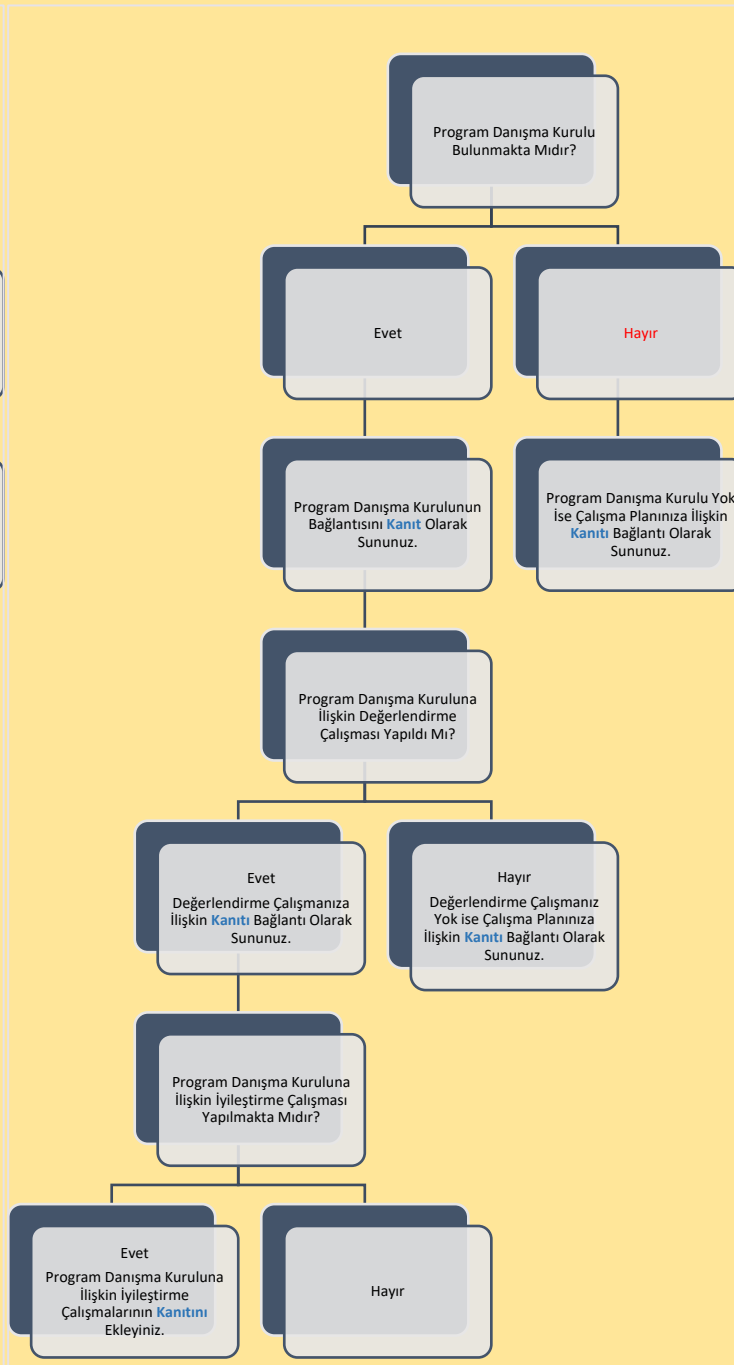 Program Danışma Kurulu
Bulunmakta Mıdır?
Evet
Hayır
Program Danışma Kurulunun
Bağlantısını Kanıt Olarak
Sununuz.
Program Danışma Kurulu Yok
İse Çalışma Planınıza İlişkin
Kanıtı Bağlantı Olarak
Sununuz.
Program Danışma Kuruluna
İlişkin Değerlendirme
Çalışması Yapıldı Mı?
Evet
Değerlendirme Çalışmanıza
İlişkin Kanıtı Bağlantı Olarak
Sununuz.
Hayır
Değerlendirme Çalışmanız
Yok ise Çalışma Planınıza
İlişkin Kanıtı Bağlantı Olarak
Sununuz.
Program Danışma Kuruluna
İlişkin İyileştirme Çalışması
Yapılmakta Mıdır?
Evet
Program Danışma Kuruluna
İlişkin İyileştirme
Çalışmalarının Kanıtını
Ekleyiniz.
Hayır